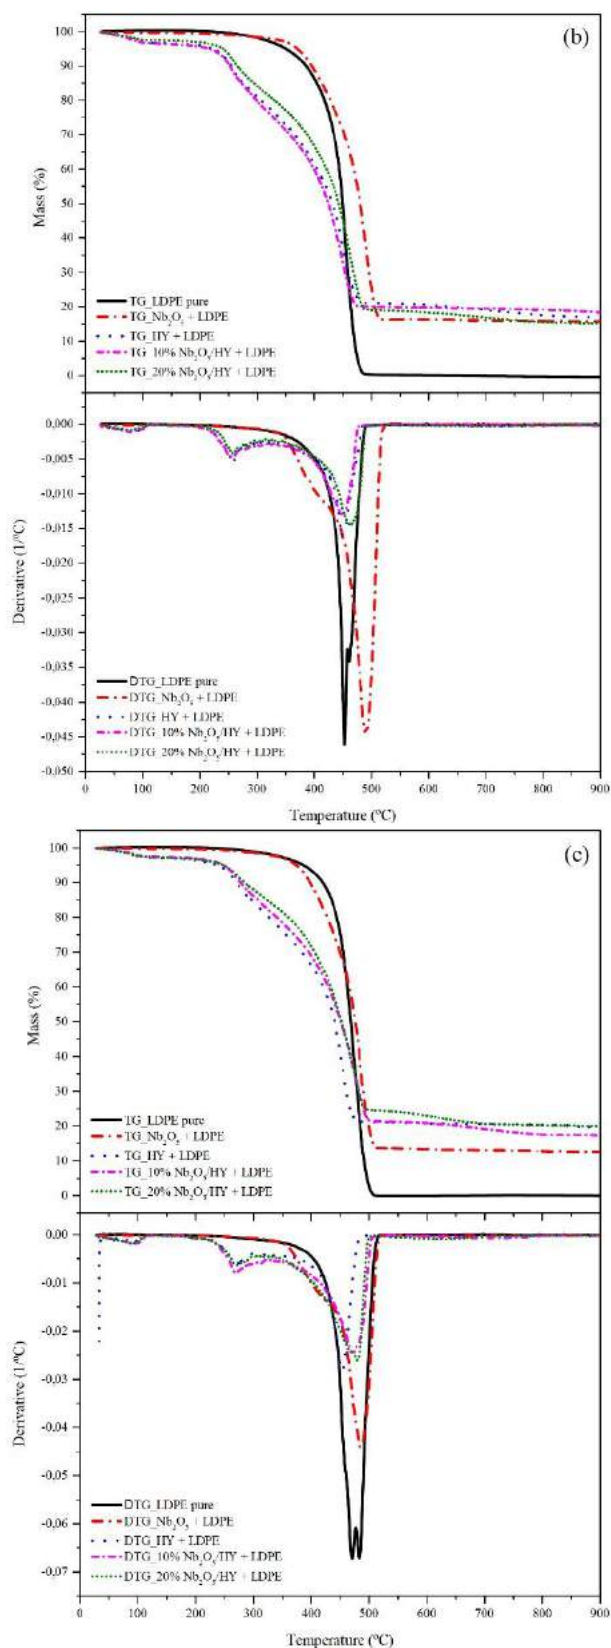 (b)
100
90
80
70
60
50
40
30
20
10
0
Mass (%)
TG_LDPE pure
TG_Nb₂O₅ + LDPE
TG_HY + LDPE
TG_10% Nb₂O₅/HY + LDPE
TG_20% Nb₂O₅/HY + LDPE
0,000
-0,005
-0,010
-0,015
-0,020
-0,025
-0,030
-0,035
-0,040
-0,045
-0,050
Derivative (1/ºC)
DTG_LDPE pure
DTG_Nb₂O₅ + LDPE
DTG_HY + LDPE
DTG_10% Nb₂O₅/HY + LDPE
DTG_20% Nb₂O₅/HY + LDPE
0 100 200 300 400 500 600 700 800 900
Temperature (ºC)
(c)
100
90
80
70
60
50
40
30
20
10
0
Mass (%)
TG_LDPE pure
TG_Nb₂O₅ + LDPE
TG_HY + LDPE
TG_10% Nb₂O₅/HY + LDPE
TG_20% Nb₂O₅/HY + LDPE
0,00
-0,01
-0,02
-0,03
-0,04
-0,05
-0,06
-0,07
Derivative (1/ºC)
DTG_LDPE pure
DTG_Nb₂O₅ + LDPE
DTG_HY + LDPE
DTG_10% Nb₂O₅/HY + LDPE
DTG_20% Nb₂O₅/HY + LDPE
0 100 200 300 400 500 600 700 800 900
Temperature (ºC)